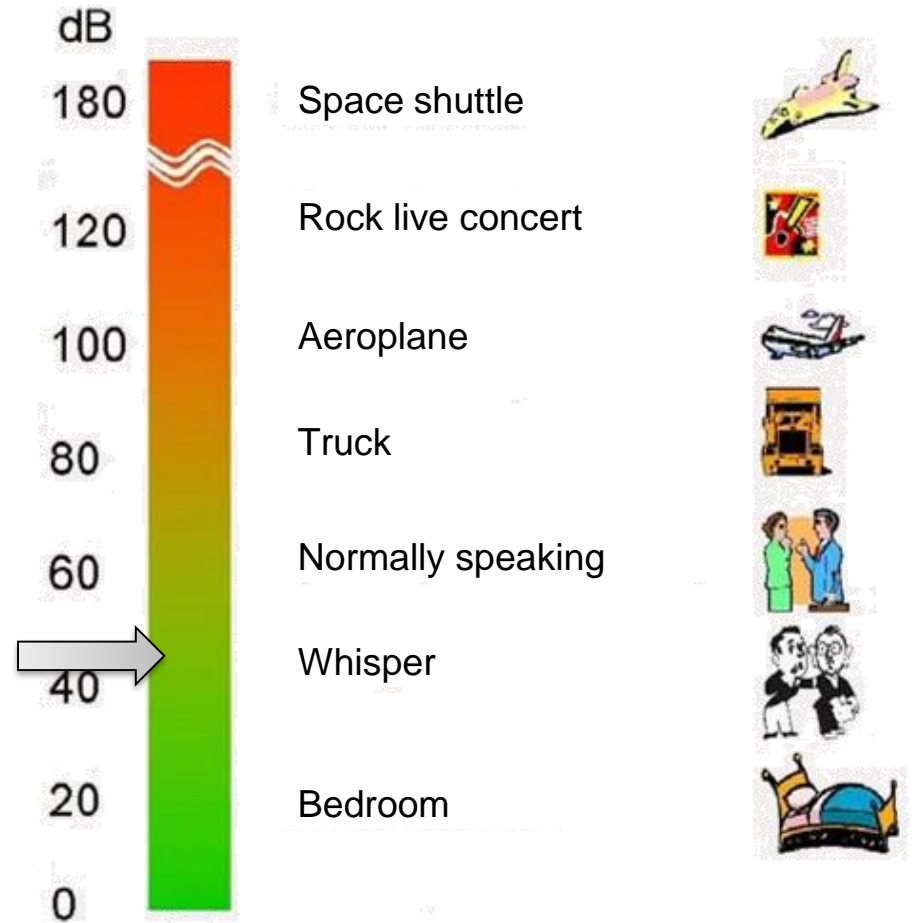 dB
180 Space shuttle
120 Rock live concert
100 Aeroplane
80 Truck
60 Normally speaking
40 Whisper
20 Bedroom
0